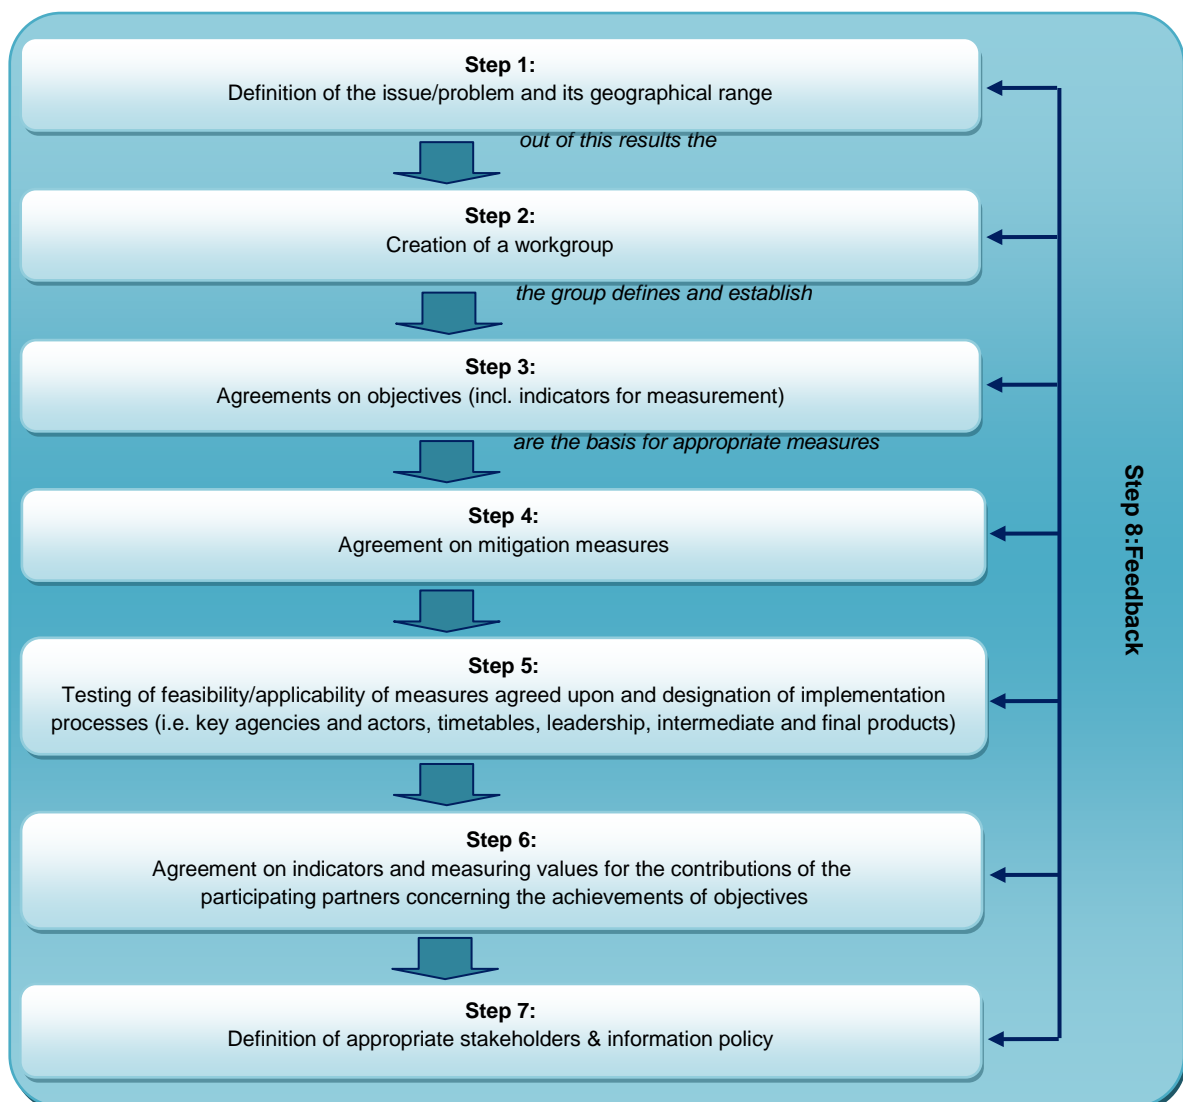 Step 1:
Definition of the issue/problem and its geographical range
out of this results the
Step 2:
Creation of a workgroup
the group defines and establish
Step 3:
Agreements on objectives (incl. indicators for measurement)
are the basis for appropriate measures
Step 4:
Agreement on mitigation measures
Step 5:
Testing of feasibility/applicability of measures agreed upon and designation of implementation
processes (i.e. key agencies and actors, timetables, leadership, intermediate and final products)
Step 6:
Agreement on indicators and measuring values for the contributions of the
participating partners concerning the achievements of objectives
Step 7:
Definition of appropriate stakeholders & information policy
Step 8:Feedback